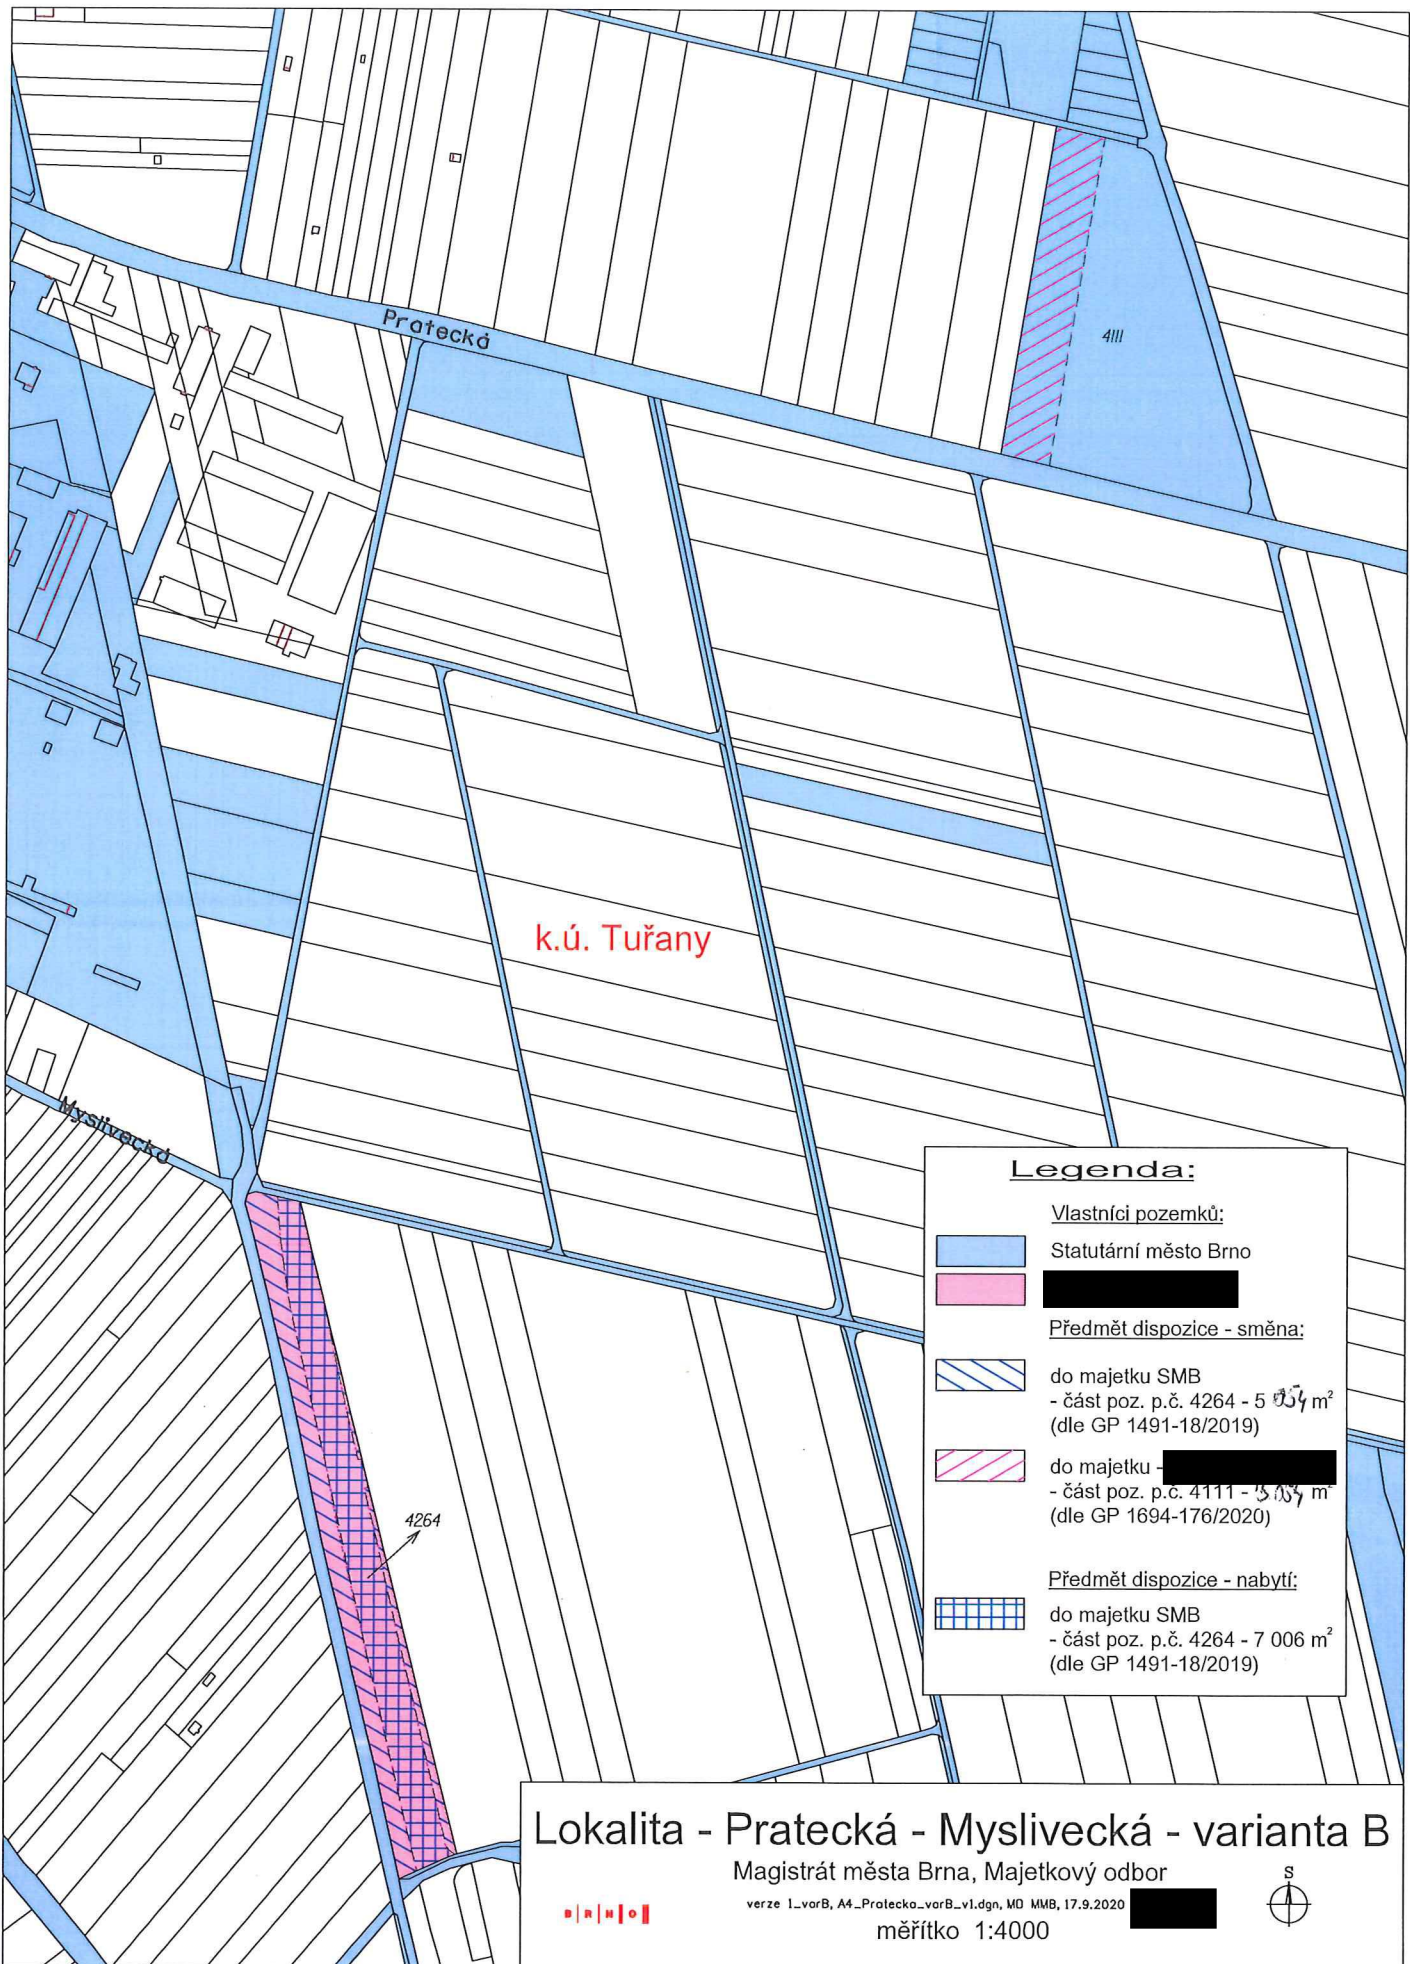 Pratecká
4111
k.ú. Tuřany
Myslivecká
4264
Legenda:
Vlastníci pozemků:
Statutární město Brno
Předmět dispozice - směna:
do majetku SMB
- část poz. p.č. 4264 - 5 m²
(dle GP 1491-18/2019)
do majetku -
- část poz. p.č. 4111 - m²
(dle GP 1694-176/2020)
Předmět dispozice - nabytí:
do majetku SMB
- část poz. p.č. 4264 - 7 006 m²
(dle GP 1491-18/2019)
Lokalita - Pratecká - Myslivecká - varianta B
Magistrát města Brna, Majetkový odbor
verze 1_varB, A4_Pratecka_varB_v1.dgn, MO MMB, 17.9.2020
měřítko 1:4000
B R N O
S